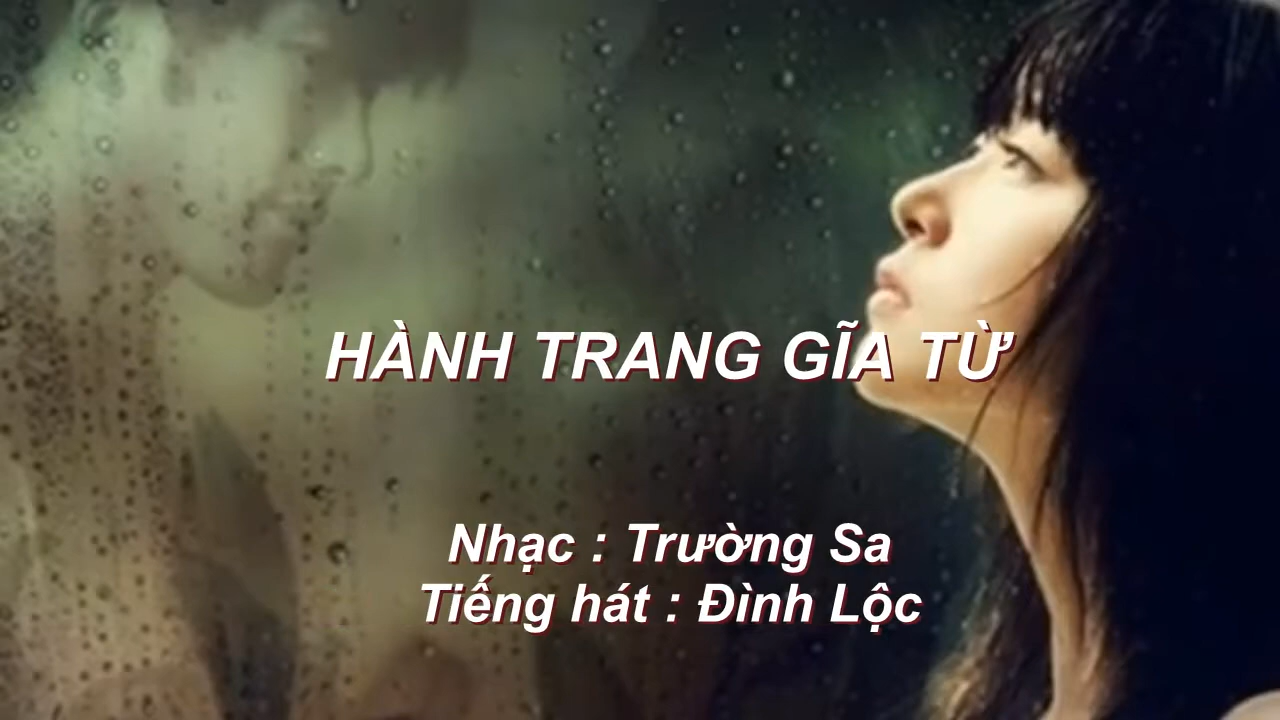 HÀNH TRANG GĨA TỪ
Nhạc : Trường Sa
Tiếng hát : Đình Lộc